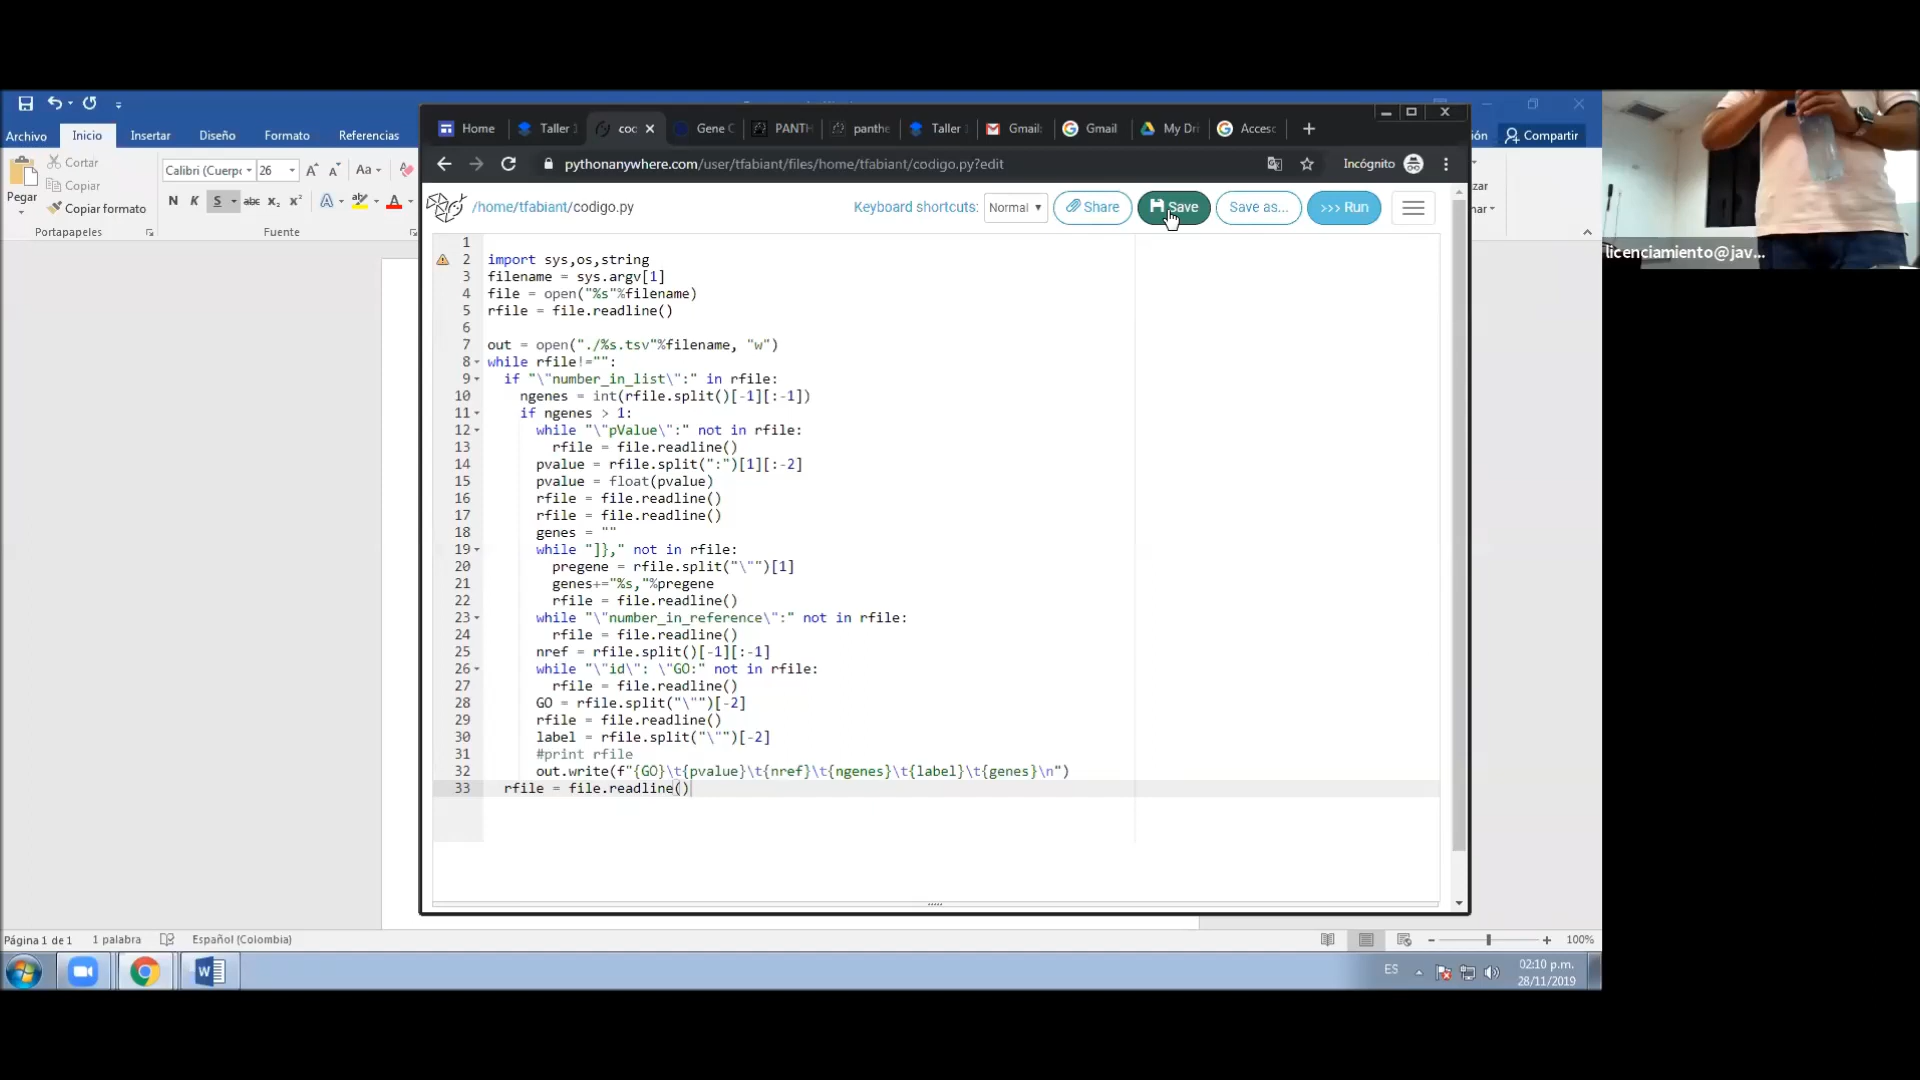 Archivo Inicio Insertar Diseño Formato Referencias
ión Compartir
Pegar
Cortar
Copiar
Copiar formato
Portapapeles
Calibri (Cuerpo 26 Aa
N K S abc x₂ x² A A
Fuente
Home Taller coc Gene C PANTH panthe Taller Gmail Gmail My Dri Acceso
pythonanywhere.com/user/tfabiant/files/home/tfabiant/codigo.py?edit
Incógnito
/home/tfabiant/codigo.py
Keyboard shortcuts: Normal Share Save Save as... >>> Run
1
2 import sys,os,string
3 filename = sys.argv[1]
4 file = open("%s"%filename)
5 rfile = file.readline()
6
7 out = open("./%s.tsv"%filename, "w")
8 while rfile!="":
9 if "\"number_in_list\":" in rfile:
10 ngenes = int(rfile.split()[-1][:-1])
11 if ngenes > 1:
12 while "\"pValue\":" not in rfile:
13 rfile = file.readline()
14 pvalue = rfile.split(":")[1][:-2]
15 pvalue = float(pvalue)
16 rfile = file.readline()
17 rfile = file.readline()
18 genes = ""
19 while "]}," not in rfile:
20 pregene = rfile.split("\"")[1]
21 genes+="%s,"%pregene
22 rfile = file.readline()
23 while "\"number_in_reference\":" not in rfile:
24 rfile = file.readline()
25 nref = rfile.split()[-1][:-1]
26 while "\"id\": \"GO:" not in rfile:
27 rfile = file.readline()
28 GO = rfile.split("\"")[-2]
29 rfile = file.readline()
30 label = rfile.split("\"")[-2]
31 #print rfile
32 out.write(f"{GO}\t{pvalue}\t{nref}\t{ngenes}\t{label}\t{genes}\n")
33 rfile = file.readline()
izar
nar
licenciamiento@jav...
Página 1 de 1 1 palabra Español (Colombia)
100%
ES
02:10 p.m.
28/11/2019